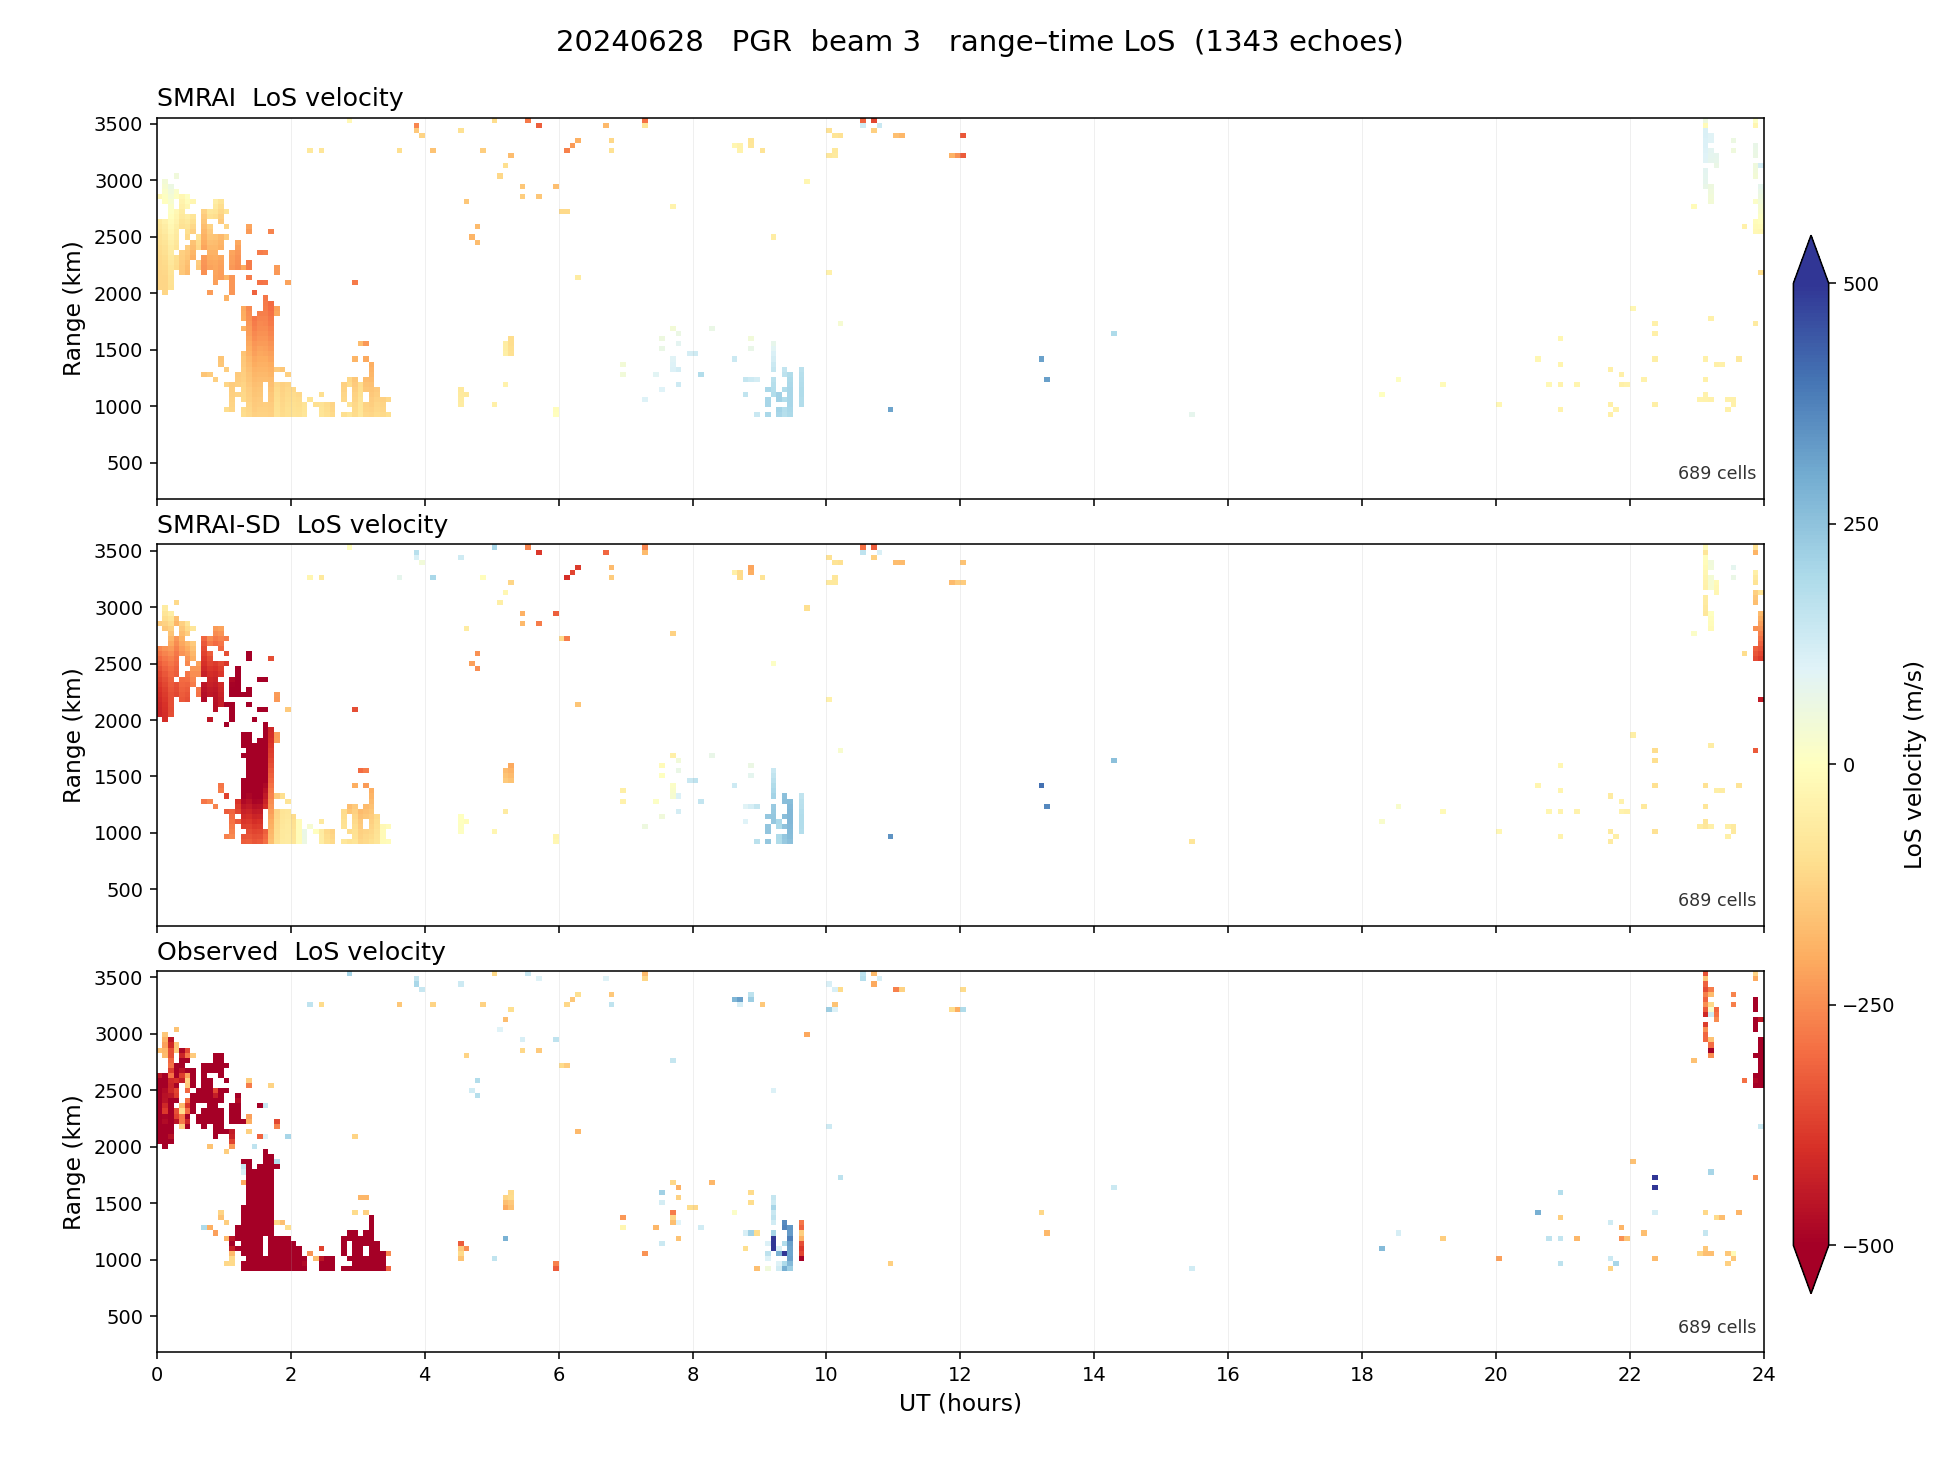 20240628   PGR  beam 3   range–time LoS  (1343 echoes)
SMRAI  LoS velocity
3500
3000
2500
2000
1500
1000
500
Range (km)
689 cells
SMRAI-SD  LoS velocity
3500
3000
2500
2000
1500
1000
500
Range (km)
689 cells
Observed  LoS velocity
3500
3000
2500
2000
1500
1000
500
Range (km)
689 cells
0 2 4 6 8 10 12 14 16 18 20 22 24
UT (hours)
500
250
0
−250
−500
LoS velocity (m/s)